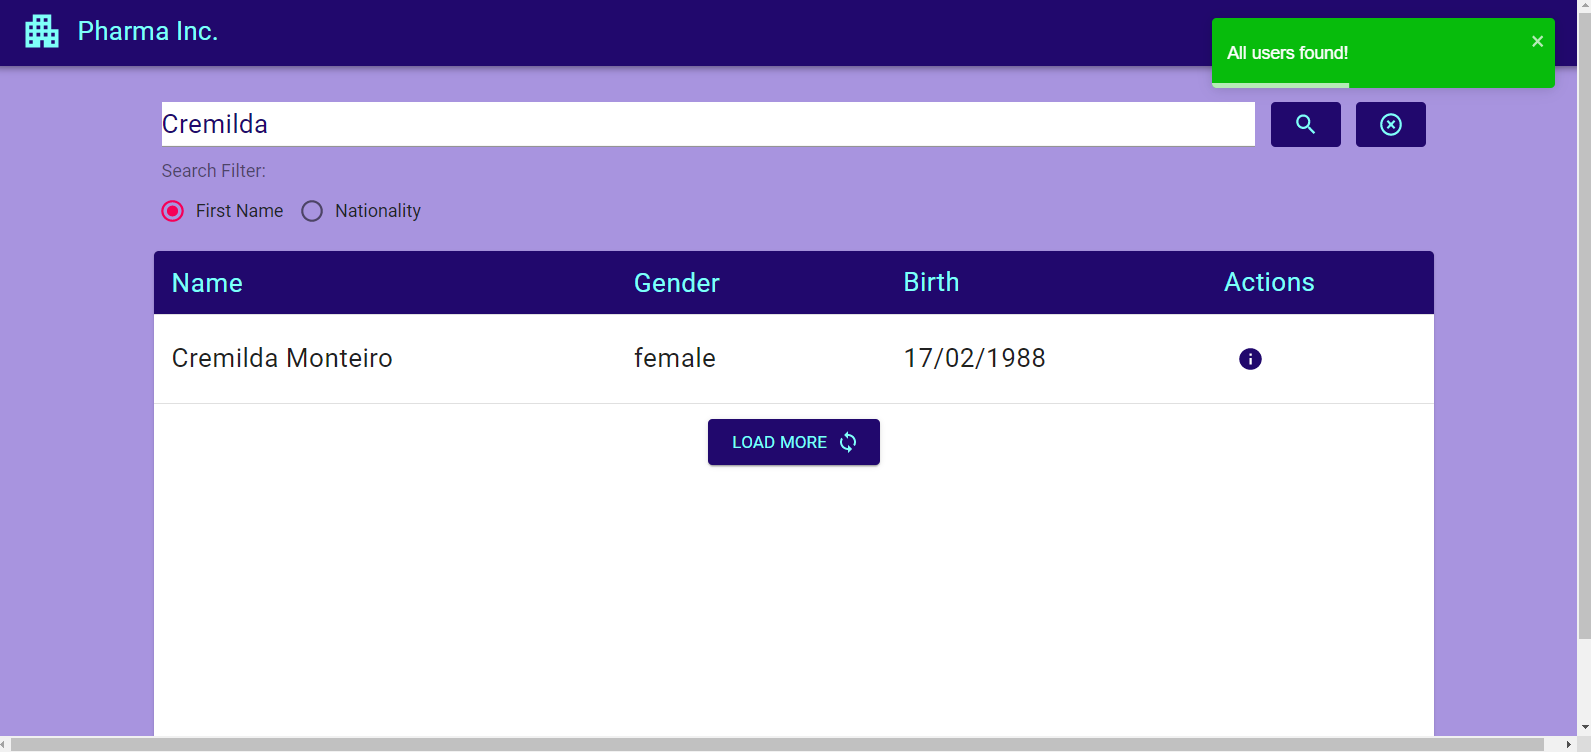 Pharma Inc.
All users found!
Cremilda
Search Filter:
First Name Nationality
Name Gender Birth Actions
Cremilda Monteiro female 17/02/1988
LOAD MORE